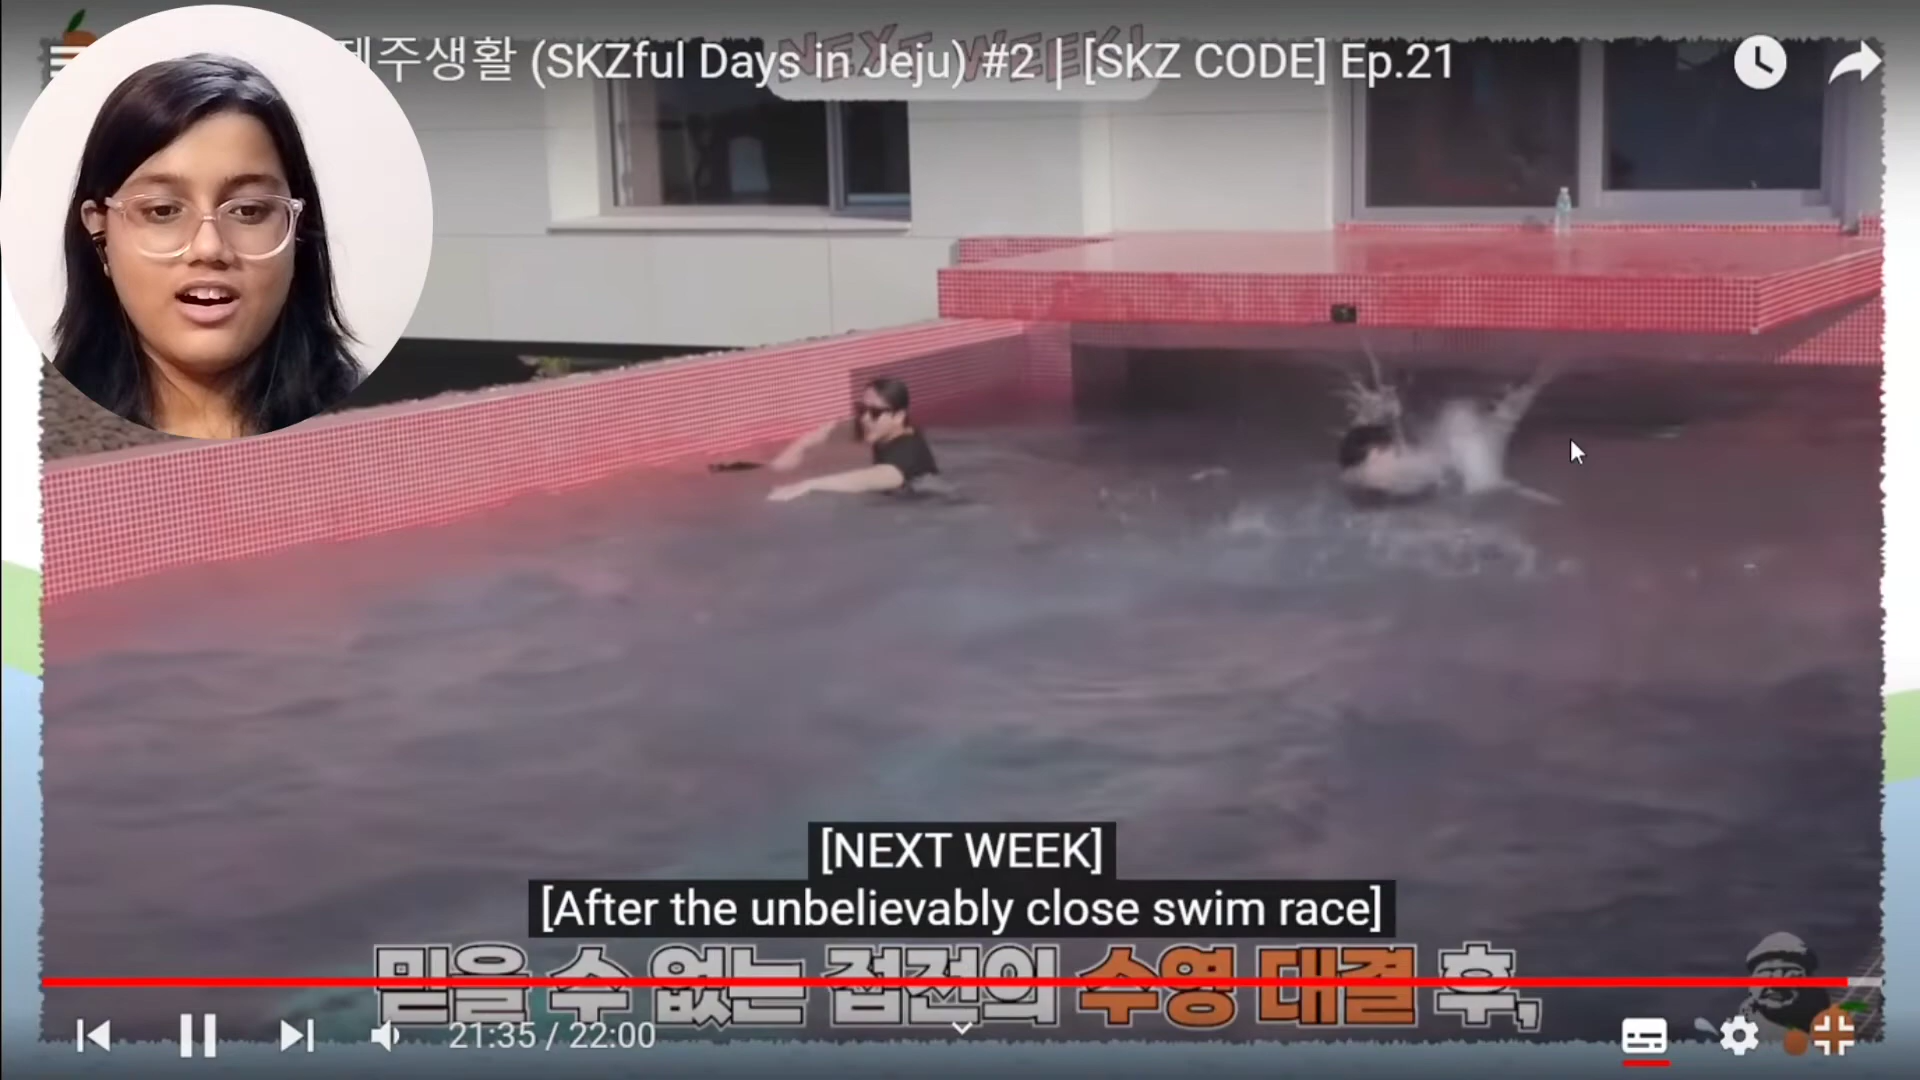 제주생활 (SKZful Days in Jeju) #2 | [SKZ CODE] Ep.21
NEXT WEEK!
[NEXT WEEK]
[After the unbelievably close swim race]
믿을 수 없는 접전의 수영 대결 후,
21:35 / 22:00